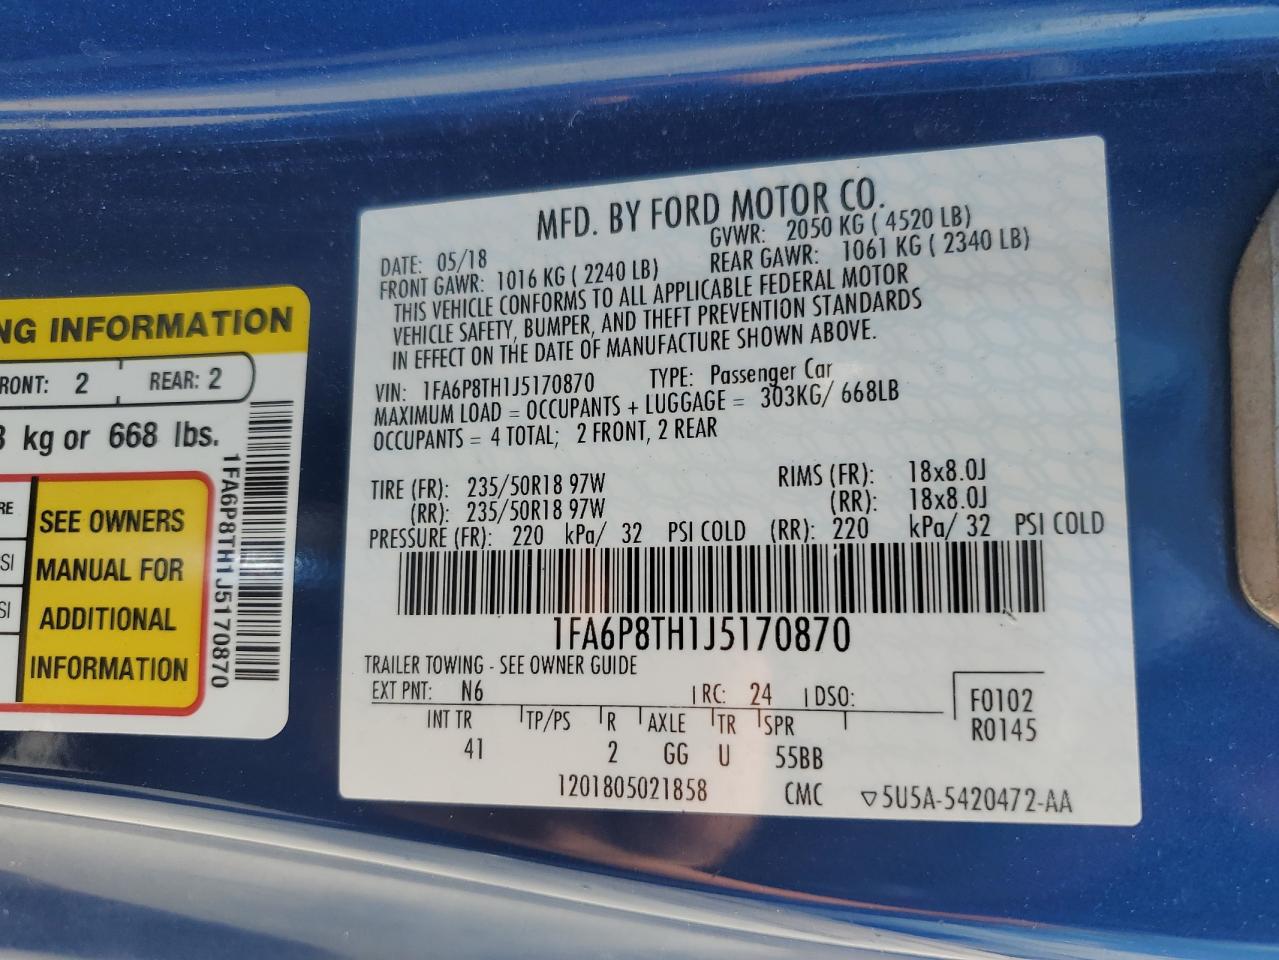 NG INFORMATION
RONT: 2 REAR: 2
kg or 668 lbs.
1FA6P8TH1J5170870
RE
SI
SI
SEE OWNERS
MANUAL FOR
ADDITIONAL
INFORMATION
MFD. BY FORD MOTOR CO.
DATE: 05/18 GVWR: 2050 KG ( 4520 LB)
FRONT GAWR: 1016 KG ( 2240 LB) REAR GAWR: 1061 KG ( 2340 LB)
THIS VEHICLE CONFORMS TO ALL APPLICABLE FEDERAL MOTOR
VEHICLE SAFETY, BUMPER, AND THEFT PREVENTION STANDARDS
IN EFFECT ON THE DATE OF MANUFACTURE SHOWN ABOVE.
VIN: 1FA6P8TH1J5170870 TYPE: Passenger Car
MAXIMUM LOAD = OCCUPANTS + LUGGAGE = 303KG/ 668LB
OCCUPANTS = 4 TOTAL; 2 FRONT, 2 REAR
TIRE (FR): 235/50R18 97W RIMS (FR): 18x8.0J
(RR): 235/50R18 97W (RR): 18x8.0J
PRESSURE (FR): 220 kPa/ 32 PSI COLD (RR): 220 kPa/ 32 PSI COLD
1FA6P8TH1J5170870
TRAILER TOWING - SEE OWNER GUIDE
EXT PNT: N6 RC: 24 DSO: F0102
R0145
INT TR TP/PS R AXLE TR SPR
41 2 GG U 55BB
1201805021858 CMC ▽5U5A-5420472-AA